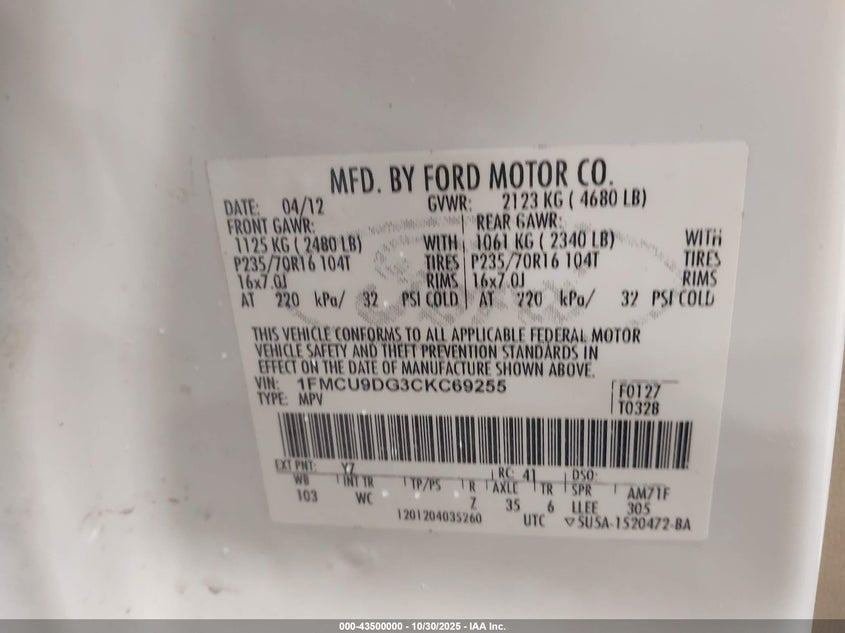 MFD. BY FORD MOTOR CO.
DATE: 04/12 GVWR: 2123 KG ( 4680 LB)
FRONT GAWR: REAR GAWR:
1125 KG ( 2480 LB) WITH 1061 KG ( 2340 LB) WITH
P235/70R16 104T TIRES P235/70R16 104T TIRES
16x7.0J RIMS 16x7.0J RIMS
AT 220 kPa/ 32 PSI COLD AT 220 kPa/ 32 PSI COLD
THIS VEHICLE CONFORMS TO ALL APPLICABLE FEDERAL MOTOR
VEHICLE SAFETY AND THEFT PREVENTION STANDARDS IN
EFFECT ON THE DATE OF MANUFACTURE SHOWN ABOVE.
VIN: 1FMCU9DG3CKC69255 F0127
TYPE: MPV T0328
EXT PNT: YZ RC: 41 DSO:
WB INT TR TP/PS R AXLE TR SPR AM71F
103 WC Z 35 6 LLEE 305
1201204035260 UTC ▽SU5A-1520472-BA
000-43500000 - 10/30/2025 - IAA Inc.